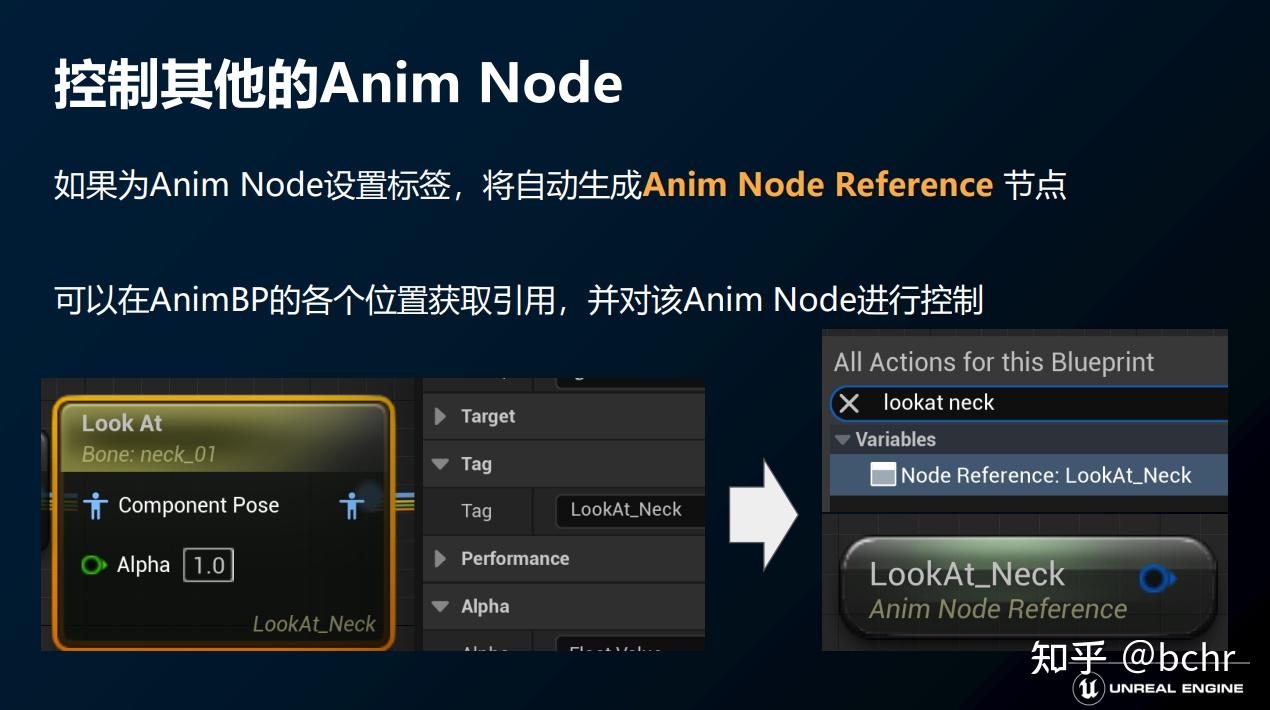 控制其他的Anim Node
如果为Anim Node设置标签，将自动生成Anim Node Reference 节点
可以在AnimBP的各个位置获取引用，并对该Anim Node进行控制
Look At
Bone: neck_01
Component Pose
Alpha 1.0
LookAt_Neck
Target
Tag
Tag LookAt_Neck
Performance
Alpha
All Actions for this Blueprint
lookat neck
Variables
Node Reference: LookAt_Neck
LookAt_Neck
Anim Node Reference
知乎 @bchr
UNREAL ENGINE